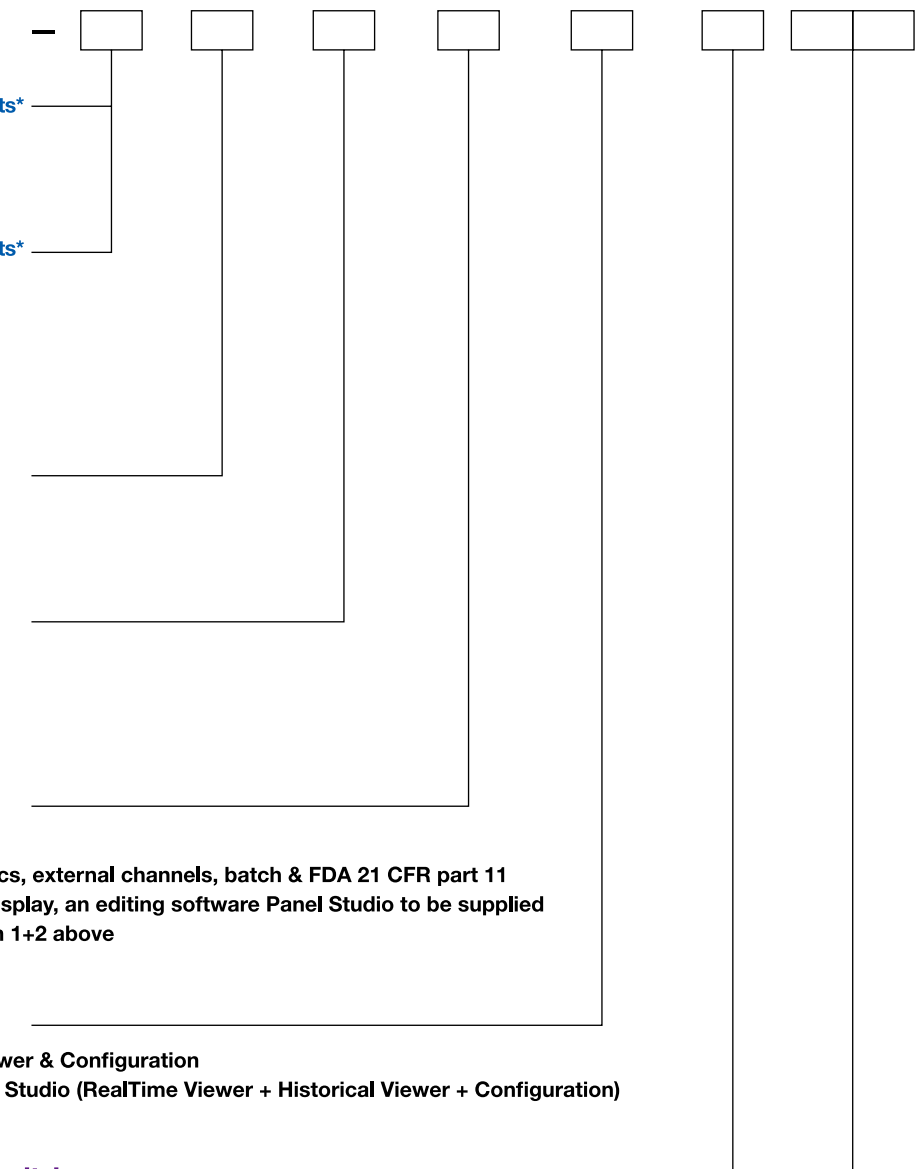 –
ts*
ts*
cs, external channels, batch & FDA 21 CFR part 11
splay, an editing software Panel Studio to be supplied
1+2 above
wer & Configuration
Studio (RealTime Viewer + Historical Viewer + Configuration)